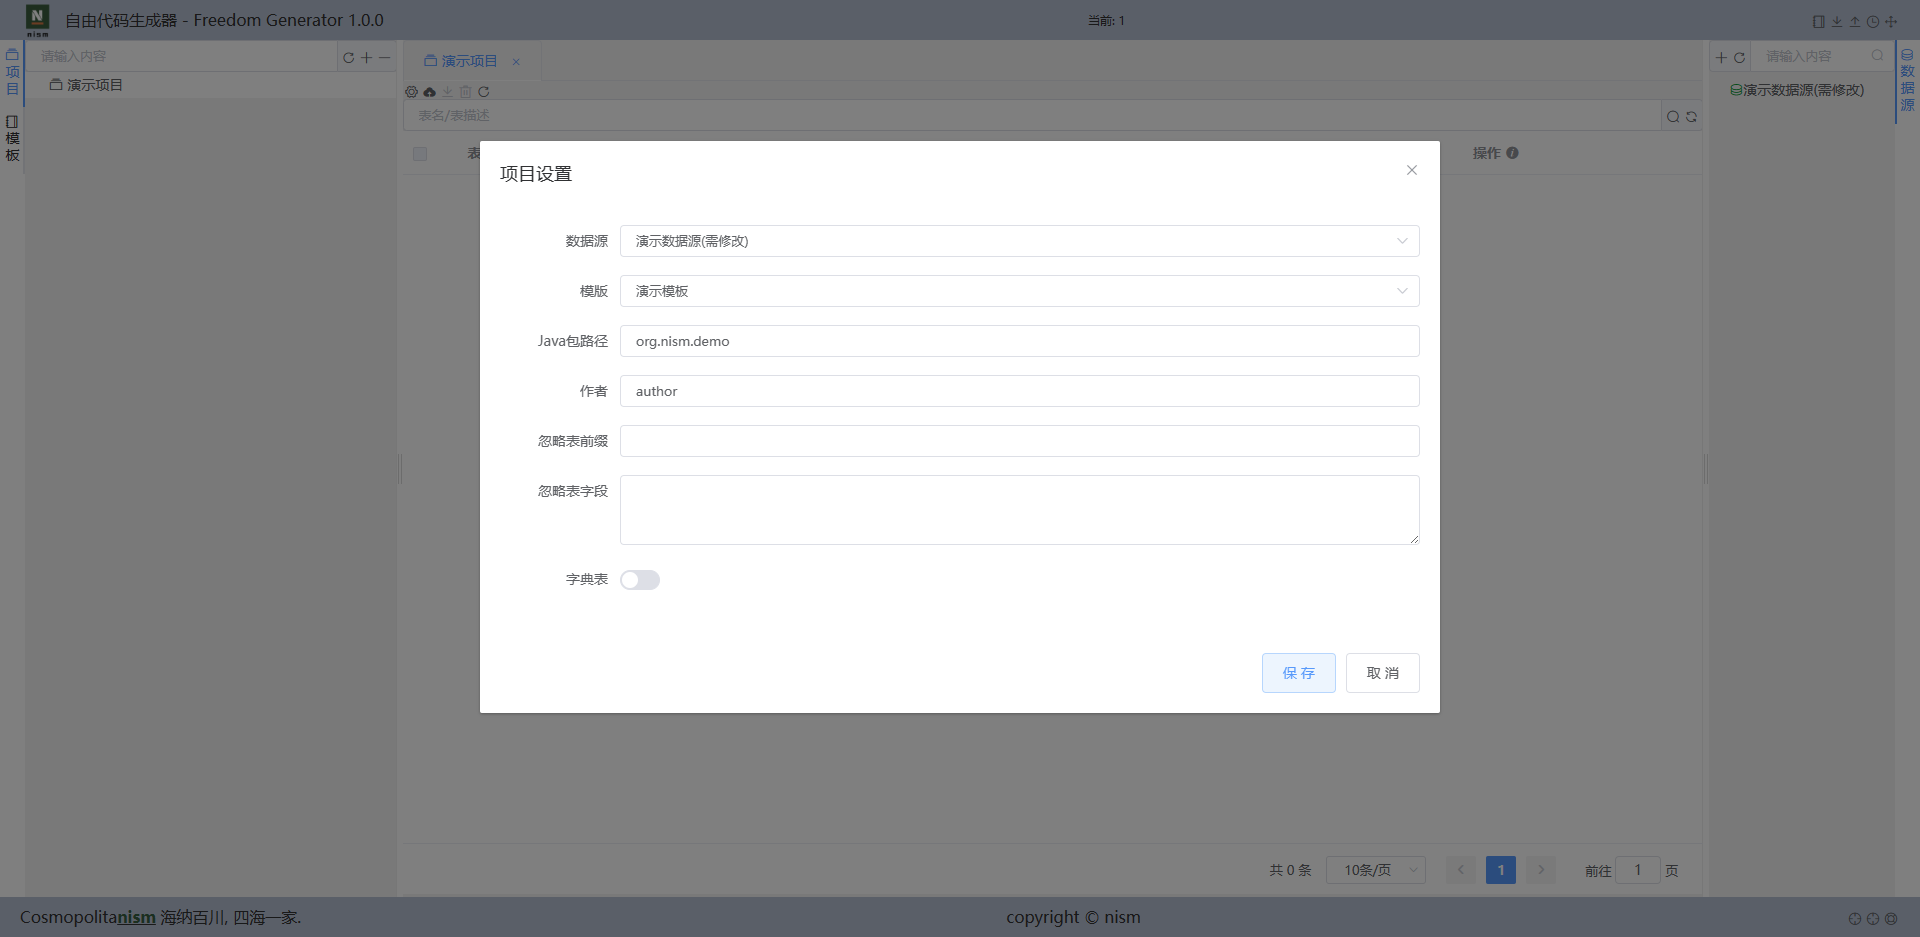 N
nism
自由代码生成器 - Freedom Generator 1.0.0
当前: 1
项目
模板
请输入内容
演示项目
演示项目
表名/表描述
表
操作
请输入内容
演示数据源(需修改)
数据源
项目设置
数据源
演示数据源(需修改)
模版
演示模板
Java包路径
org.nism.demo
作者
author
忽略表前缀
忽略表字段
字典表
保 存
取 消
共 0 条
10条/页
1
前往 1 页
Cosmopolitanism 海纳百川, 四海一家.
copyright © nism